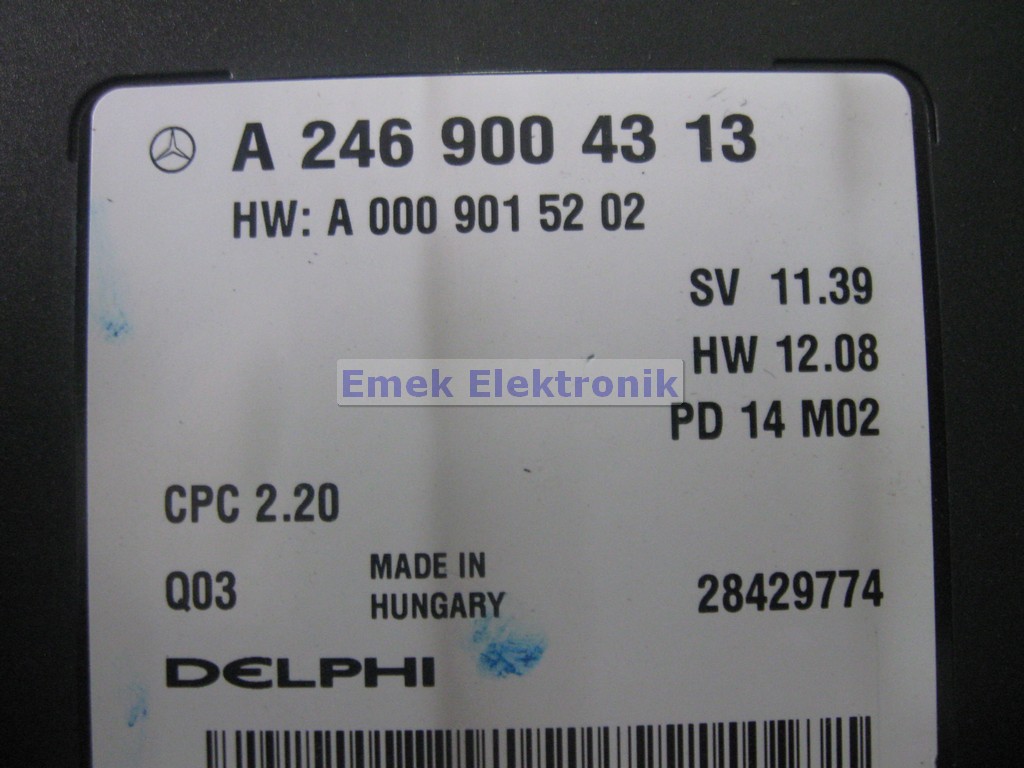 A 246 900 43 13
HW: A 000 901 52 02
SV 11.39
HW 12.08
Emek Elektronik
PD 14 M02
CPC 2.20
Q03
MADE IN
HUNGARY
28429774
DELPHI